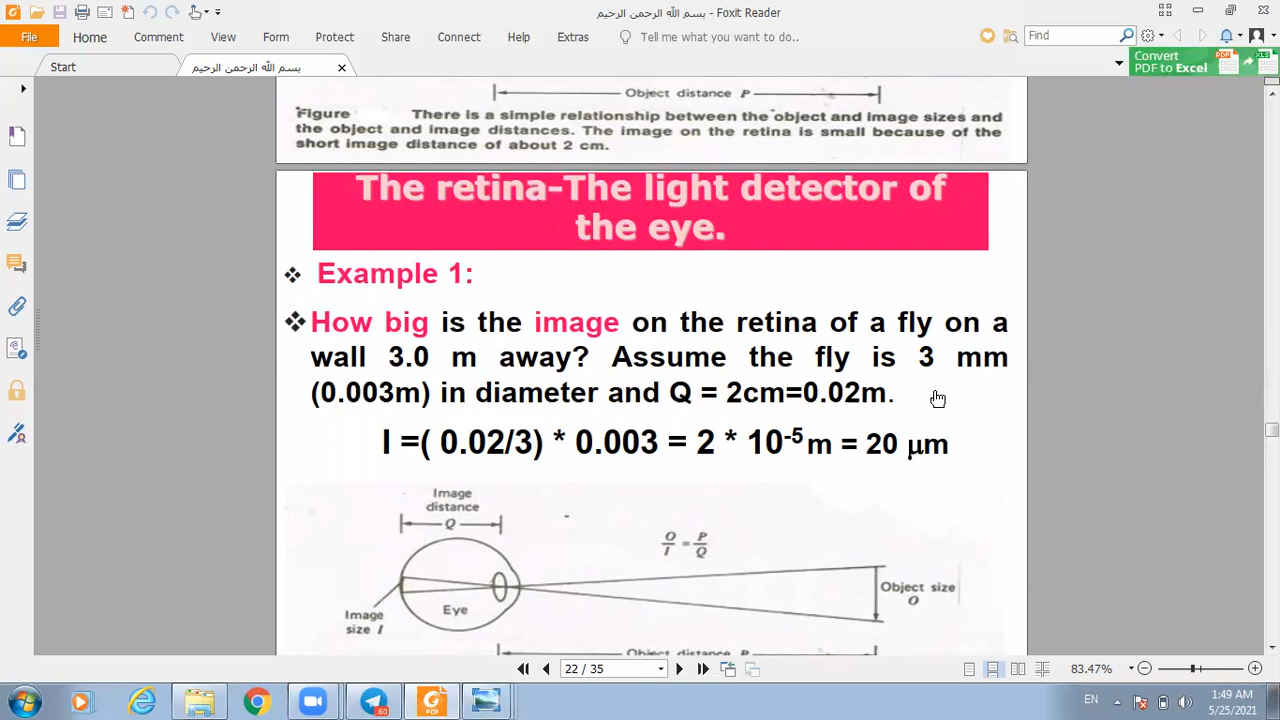 بسم الله الرحمن الرحيم - Foxit Reader
File Home Comment View Form Protect Share Connect Help Extras Tell me what you want to do.. Find
Start بسم الله الرحمن الرحيم
Convert
PDF to Excel
Object distance P
Figure There is a simple relationship between the object and image sizes and
the object and image distances. The image on the retina is small because of the
short image distance of about 2 cm.
The retina-The light detector of
the eye.
❖ Example 1:
❖ How big is the image on the retina of a fly on a
wall 3.0 m away? Assume the fly is 3 mm
(0.003m) in diameter and Q = 2cm=0.02m.
I =( 0.02/3) * 0.003 = 2 * 10⁻⁵ m = 20 μm
Image
distance
Q
O/I = P/Q
Object size
O
Eye
Image
size I
Object distance P
22 / 35
83.47%
60
EN
1:49 AM
5/25/2021